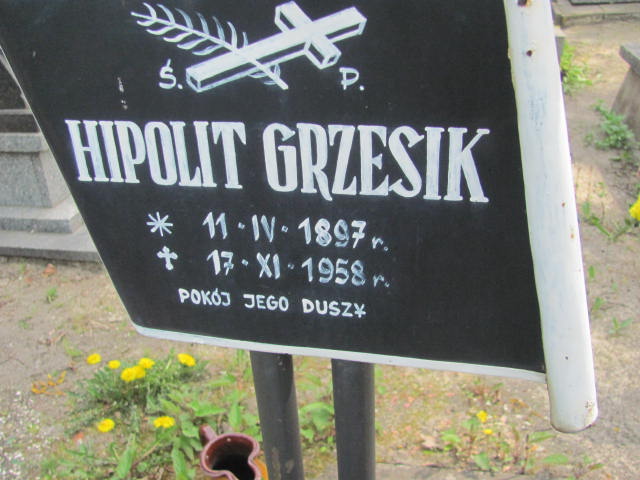 Ś. P.
HIPOLIT GRZESIK
* 11·IV·1897 r.
✝ 17·XI·1958 r.
POKÓJ JEGO DUSZY